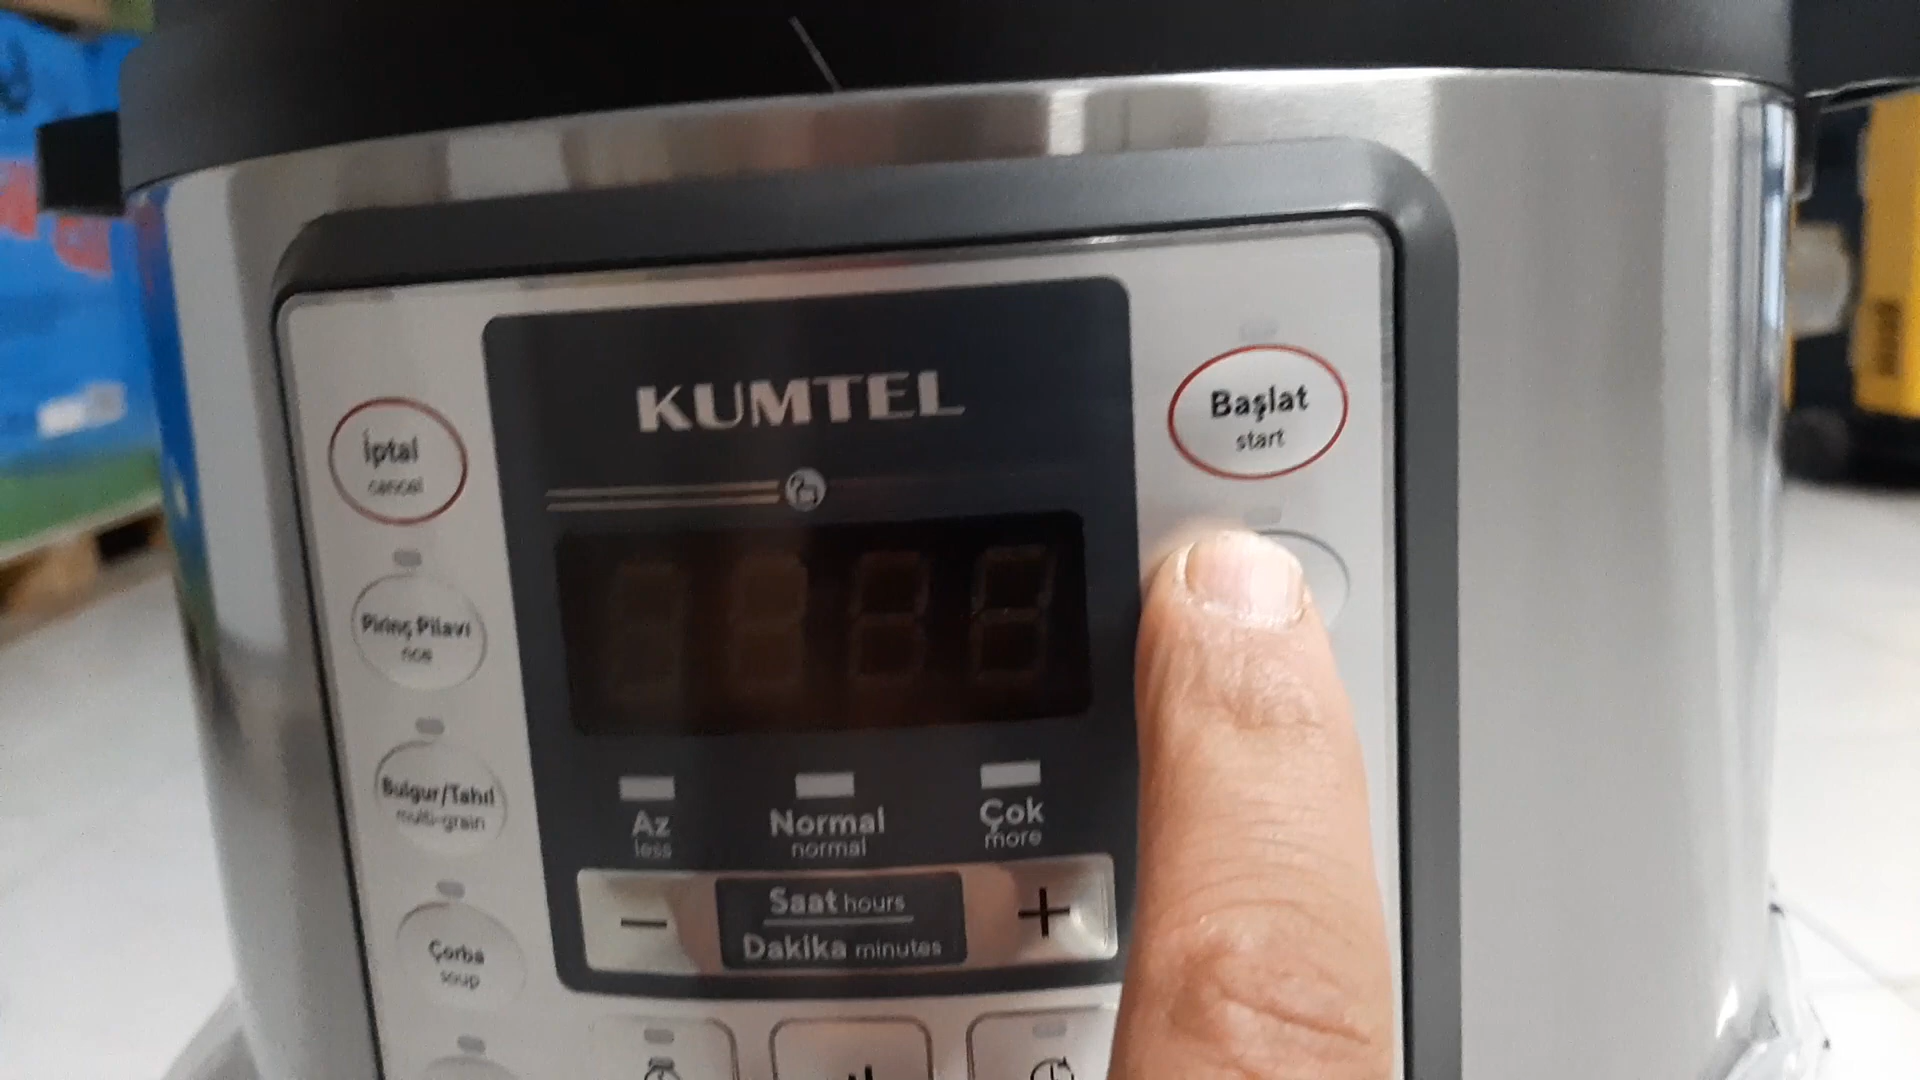 KUMTEL
Başlat
start
İptal
cancel
Pirinç Pilavı
rice
Bulgur/Tahıl
multi-grain
Çorba
soup
Az
less
Normal
normal
Çok
more
− Saat hours +
Dakika minutes